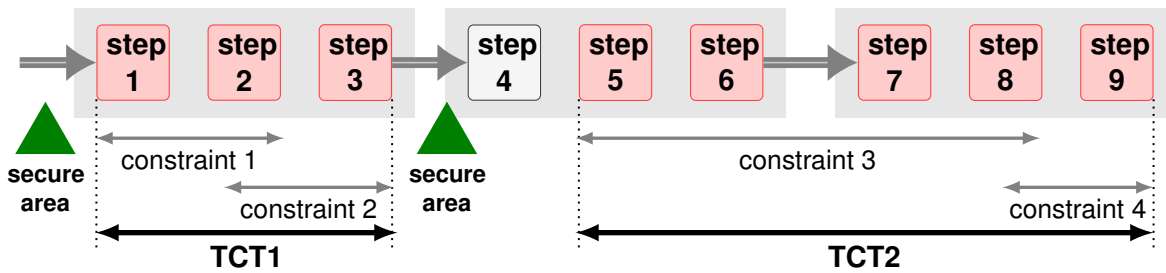 step 1
step 2
step 3
step 4
step 5
step 6
step 7
step 8
step 9
secure area
constraint 1
constraint 2
TCT1
secure area
constraint 3
constraint 4
TCT2